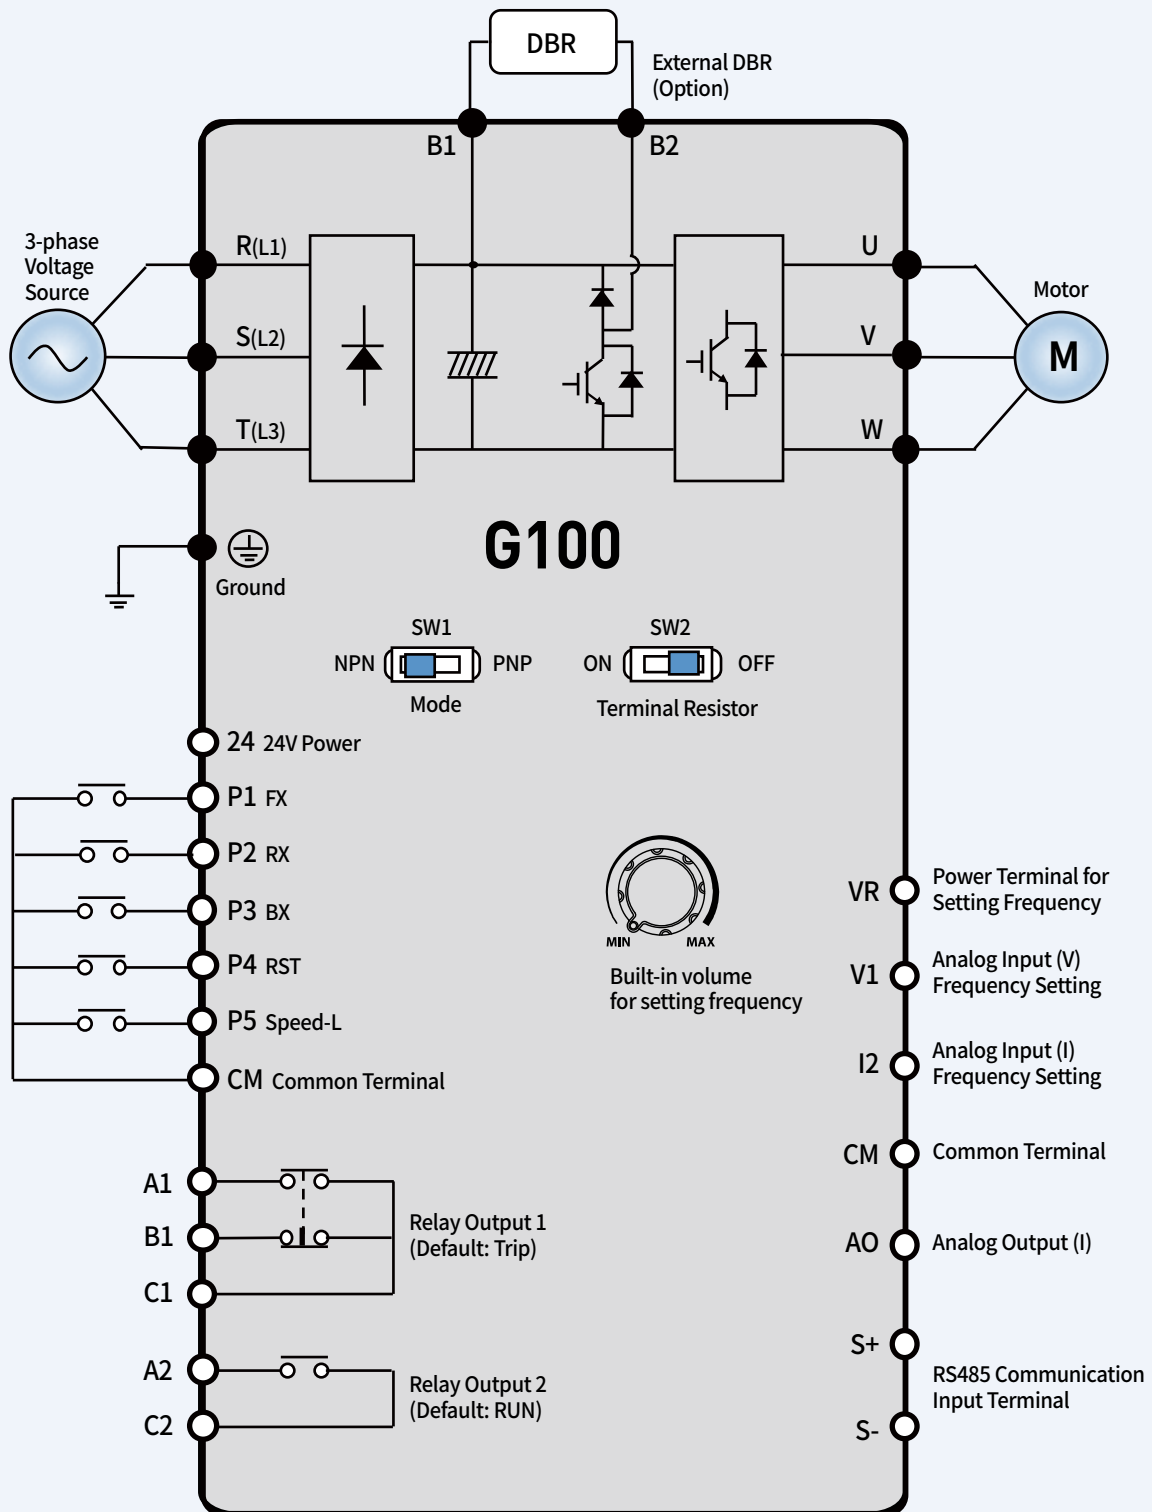 DBR
External DBR
(Option)
B1
B2
3-phase
Voltage
Source
R(L1)
S(L2)
T(L3)
U
V
W
Motor
M
Ground
G100
SW1
NPN
PNP
Mode
SW2
ON
OFF
Terminal Resistor
24 24V Power
P1 FX
P2 RX
P3 BX
P4 RST
P5 Speed-L
CM Common Terminal
MIN
MAX
Built-in volume
for setting frequency
VR
Power Terminal for
Setting Frequency
V1
Analog Input (V)
Frequency Setting
I2
Analog Input (I)
Frequency Setting
CM
Common Terminal
AO
Analog Output (I)
S+
S-
RS485 Communication
Input Terminal
A1
B1
C1
Relay Output 1
(Default: Trip)
A2
C2
Relay Output 2
(Default: RUN)